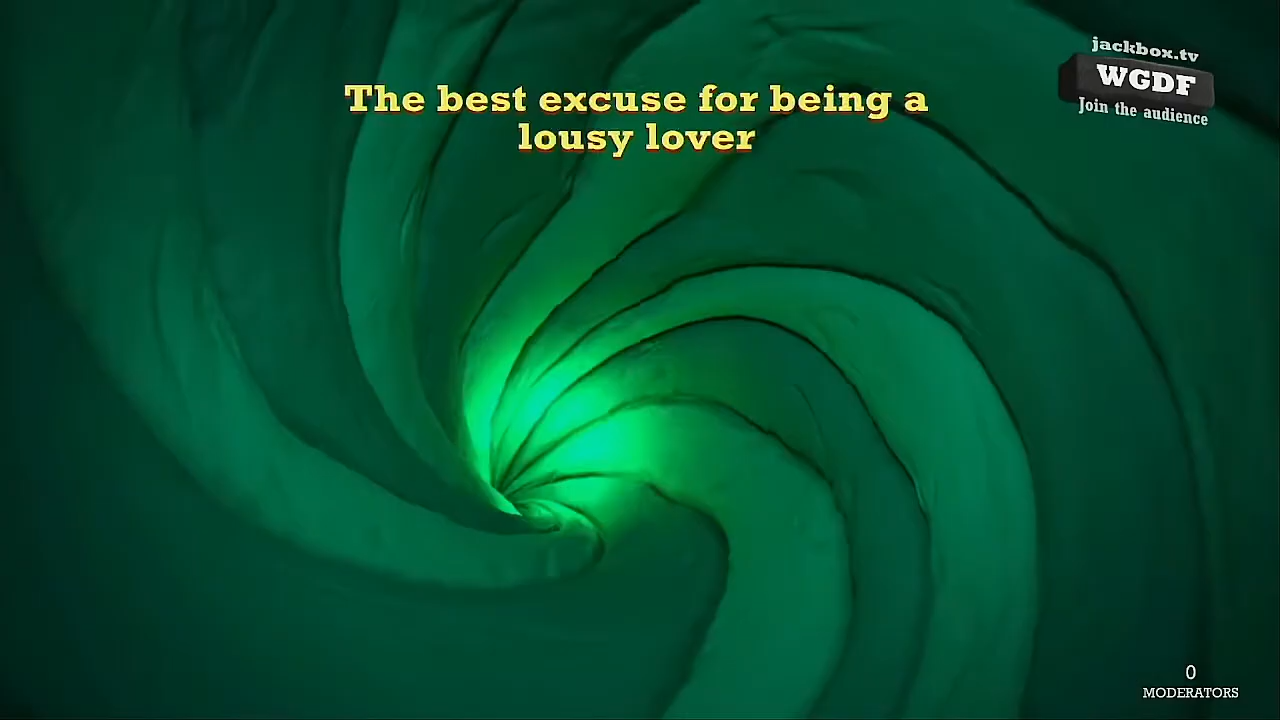 The best excuse for being a
lousy lover
jackbox.tv
WGDF
Join the audience
0
MODERATORS